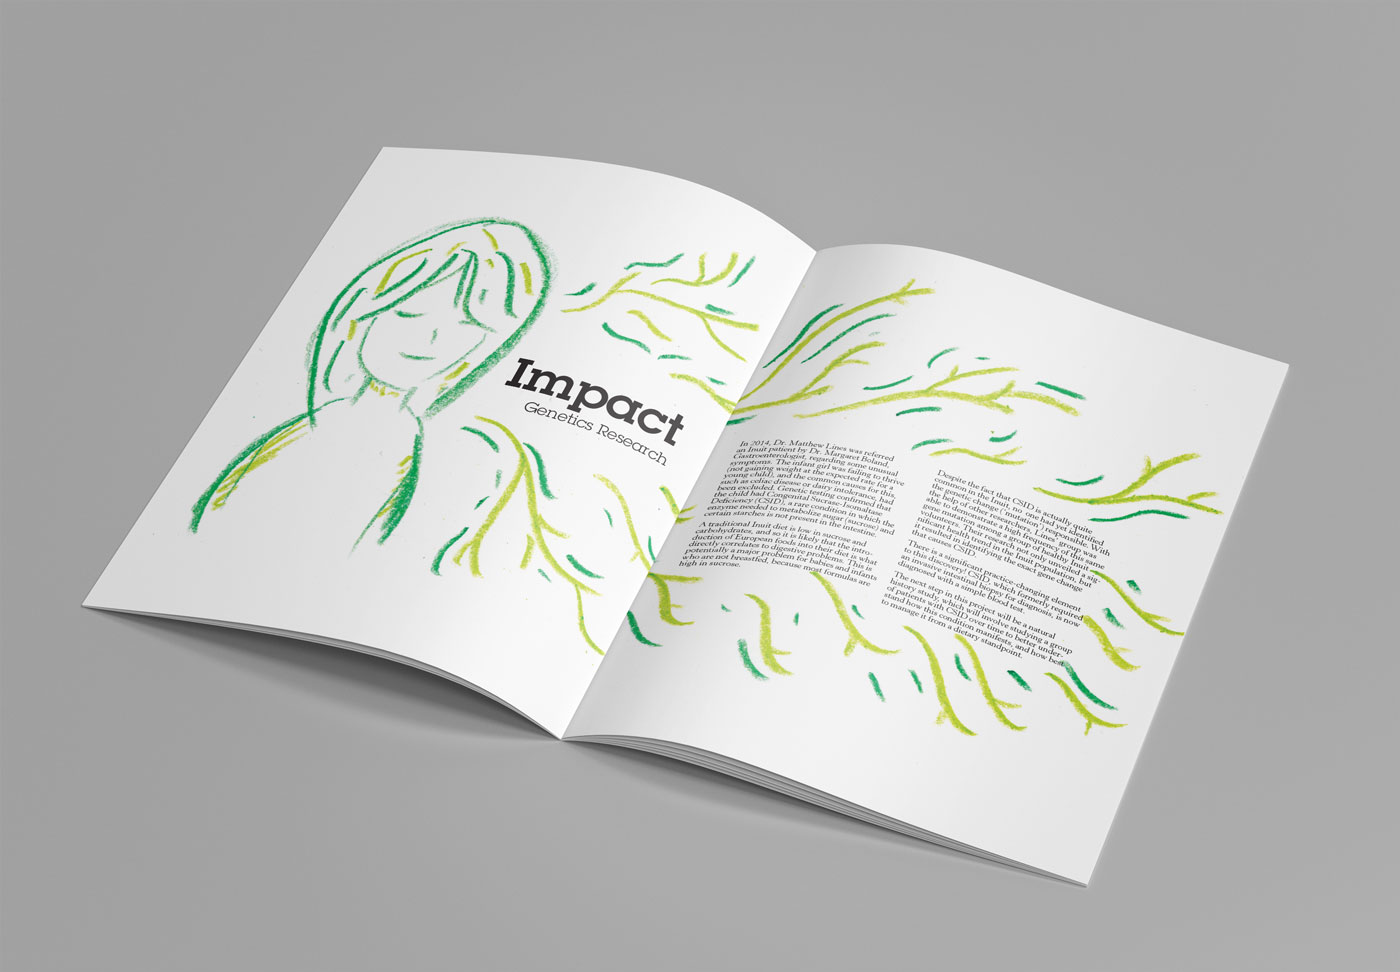 Impact
Genetics Research
In 2014, Dr. Matthew Lines was referred
an Inuit patient by Dr. Margaret Boland,
Gastroenterologist, regarding some unusual
symptoms. The infant girl was failing to thrive
(not gaining weight at the expected rate for a
young child), and the common causes for this,
such as celiac disease or dairy intolerance, had
been excluded. Genetic testing confirmed that
the child had Congenital Sucrase-Isomaltase
Deficiency (CSID), a rare condition in which the
enzyme needed to metabolize sugar (sucrose) and
certain starches is not present in the intestine.
A traditional Inuit diet is low in sucrose and
carbohydrates, and so it is likely that the intro-
duction of European foods into their diet is what
directly correlates to digestive problems. This is
potentially a major problem for babies and infants
who are not breastfed, because most formulas are
high in sucrose.
Despite the fact that CSID is actually quite
common in the Inuit, no one had yet identified
the genetic change ('mutation') responsible. With
the help of other researchers, Lines' group was
able to demonstrate a high frequency of this same
gene mutation among a group of healthy Inuit
volunteers. Their research not only unveiled a sig-
nificant health trend in the Inuit population, but
it resulted in identifying the exact gene change
that causes CSID.
There is a significant practice-changing element
to this discovery! CSID, which formerly required
an invasive intestinal biopsy for diagnosis, is now
diagnosed with a simple blood test.
The next step in this project will be a natural
history study, which will involve studying a group
of patients with CSID over time to better under-
stand how this condition manifests, and how best
to manage it from a dietary standpoint.